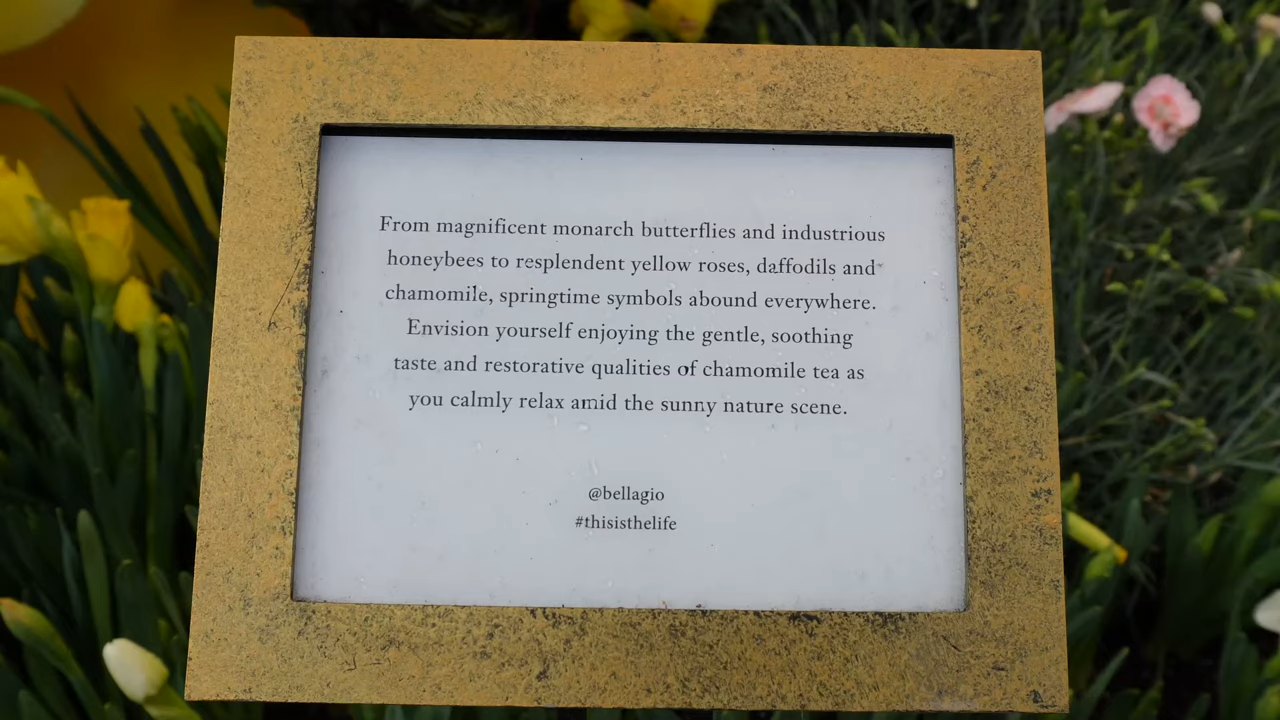 From magnificent monarch butterflies and industrious
honeybees to resplendent yellow roses, daffodils and
chamomile, springtime symbols abound everywhere.
Envision yourself enjoying the gentle, soothing
taste and restorative qualities of chamomile tea as
you calmly relax amid the sunny nature scene.
@bellagio
#thisisthelife